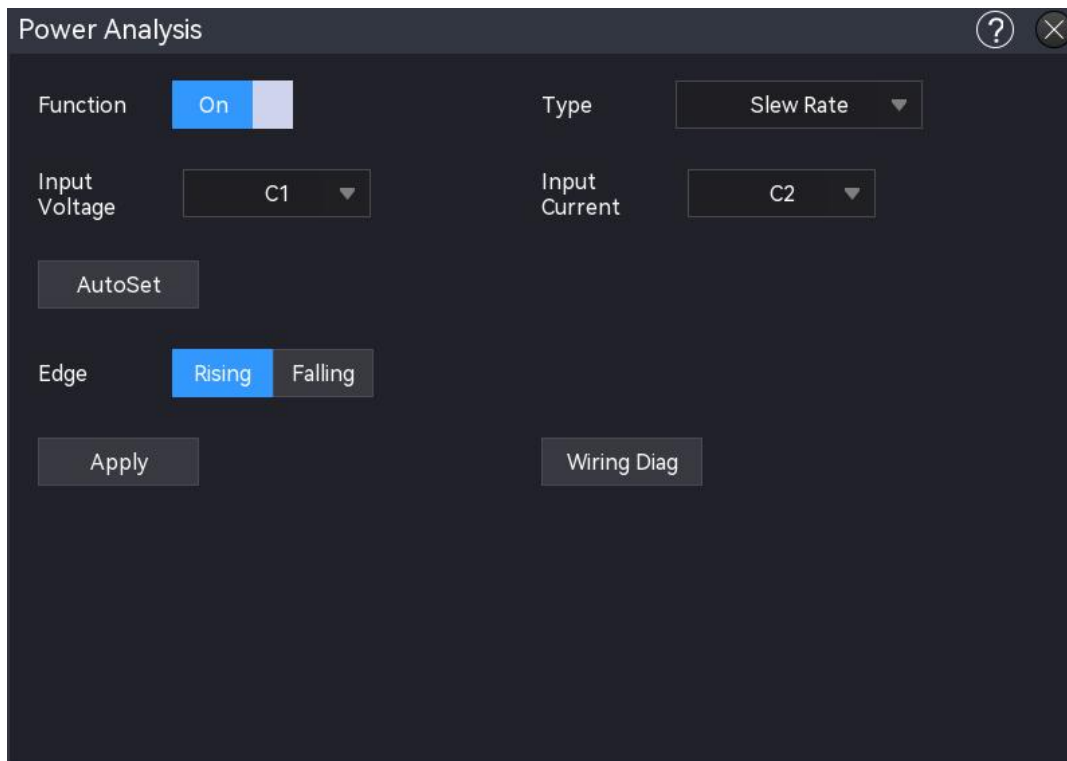 Power Analysis ?
Function On Type Slew Rate
Input Voltage C1 Input Current C2
AutoSet
Edge Rising Falling
Apply Wiring Diag